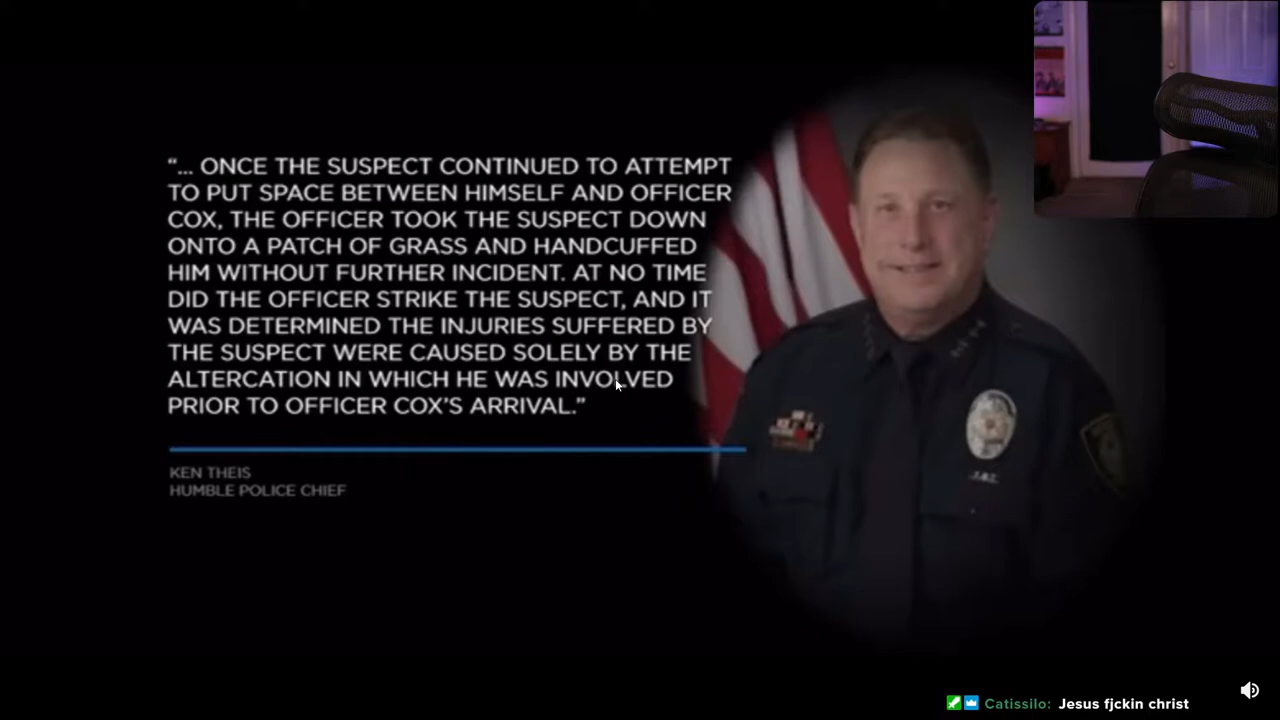 “... ONCE THE SUSPECT CONTINUED TO ATTEMPT
TO PUT SPACE BETWEEN HIMSELF AND OFFICER
COX, THE OFFICER TOOK THE SUSPECT DOWN
ONTO A PATCH OF GRASS AND HANDCUFFED
HIM WITHOUT FURTHER INCIDENT. AT NO TIME
DID THE OFFICER STRIKE THE SUSPECT, AND IT
WAS DETERMINED THE INJURIES SUFFERED BY
THE SUSPECT WERE CAUSED SOLELY BY THE
ALTERCATION IN WHICH HE WAS INVOLVED
PRIOR TO OFFICER COX’S ARRIVAL.”
KEN THEIS
HUMBLE POLICE CHIEF
Catissilo: Jesus fjckin christ